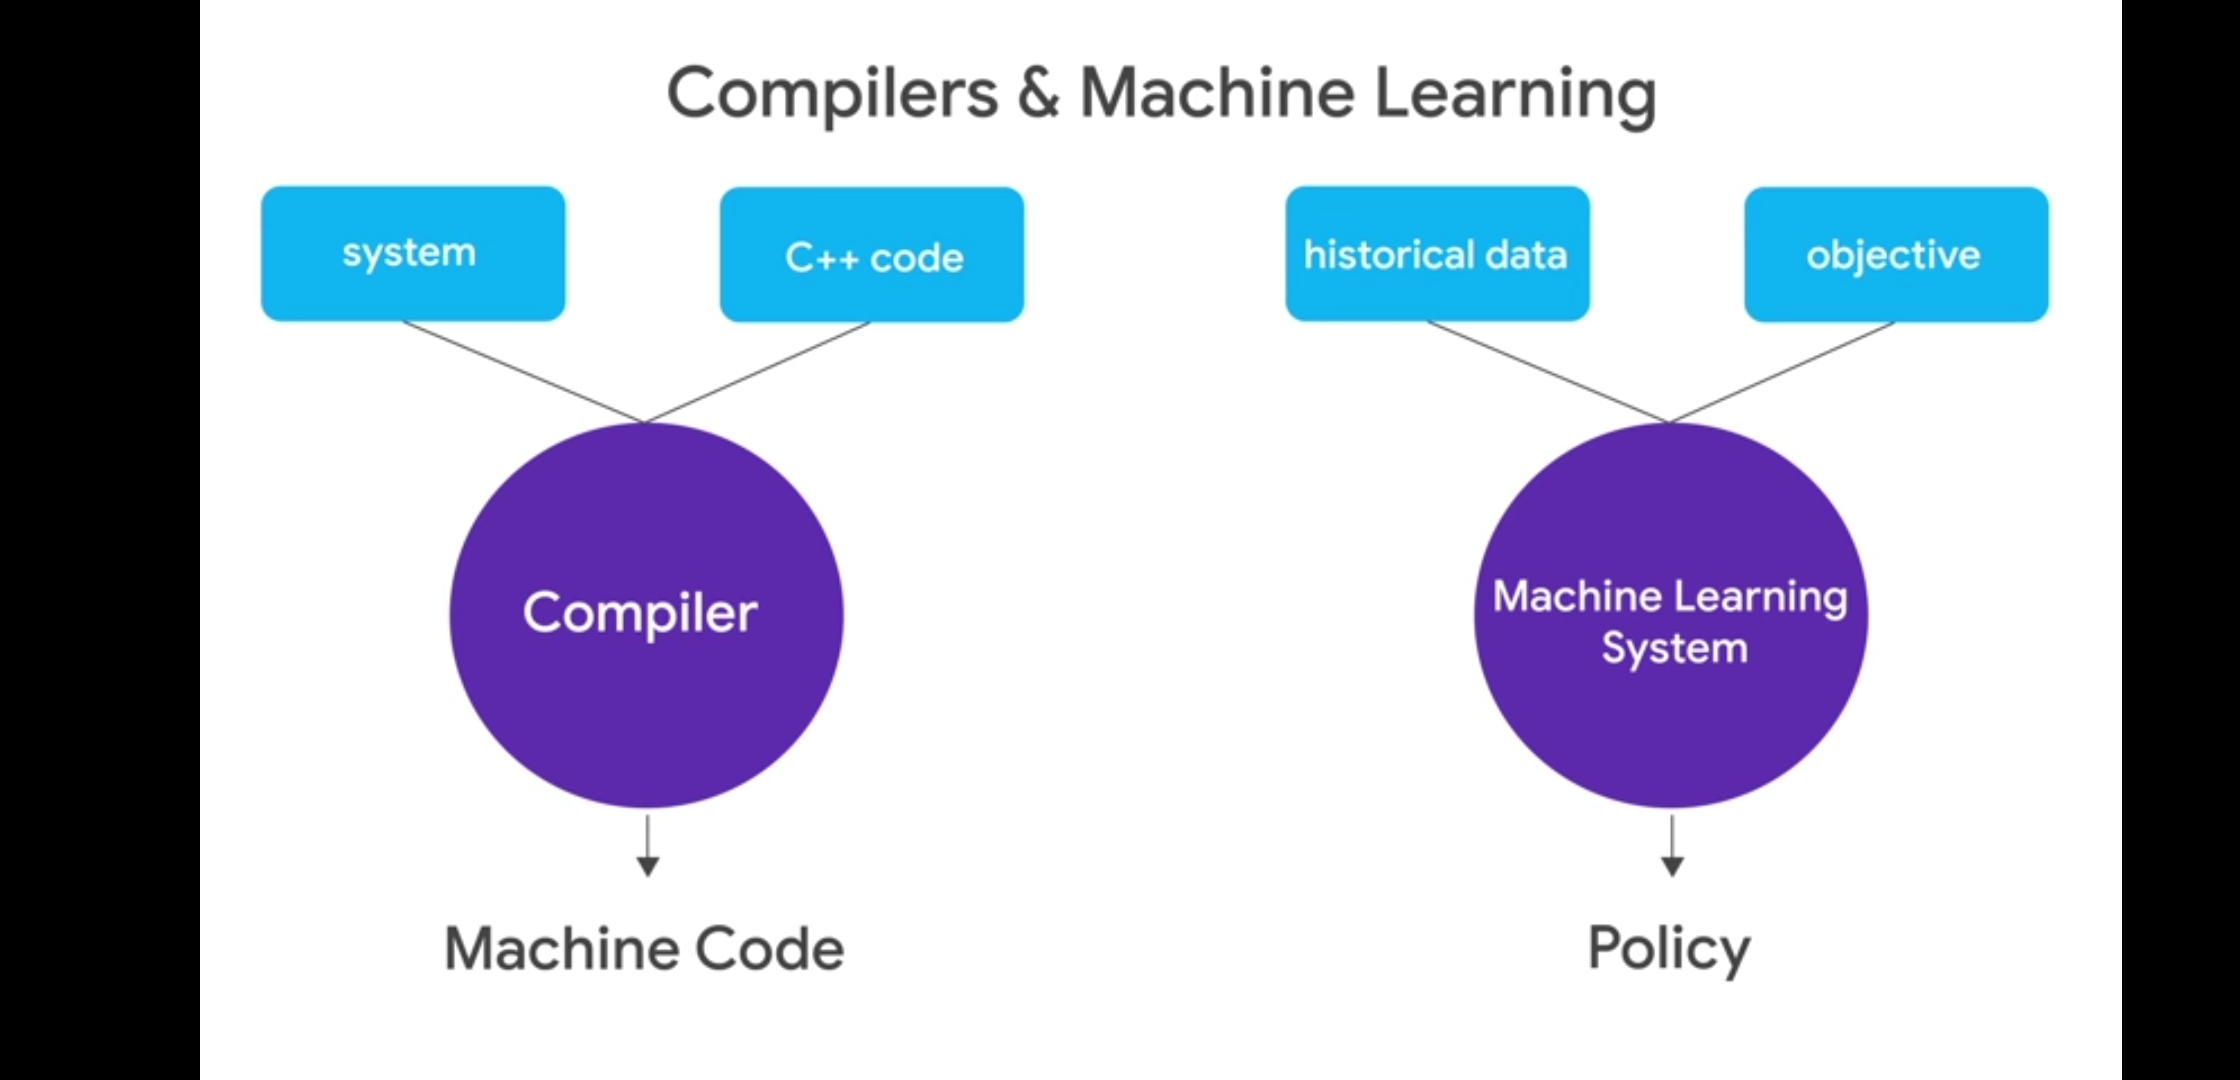 Compilers & Machine Learning
system
C++ code
historical data
objective
Compiler
Machine Learning
System
Machine Code
Policy